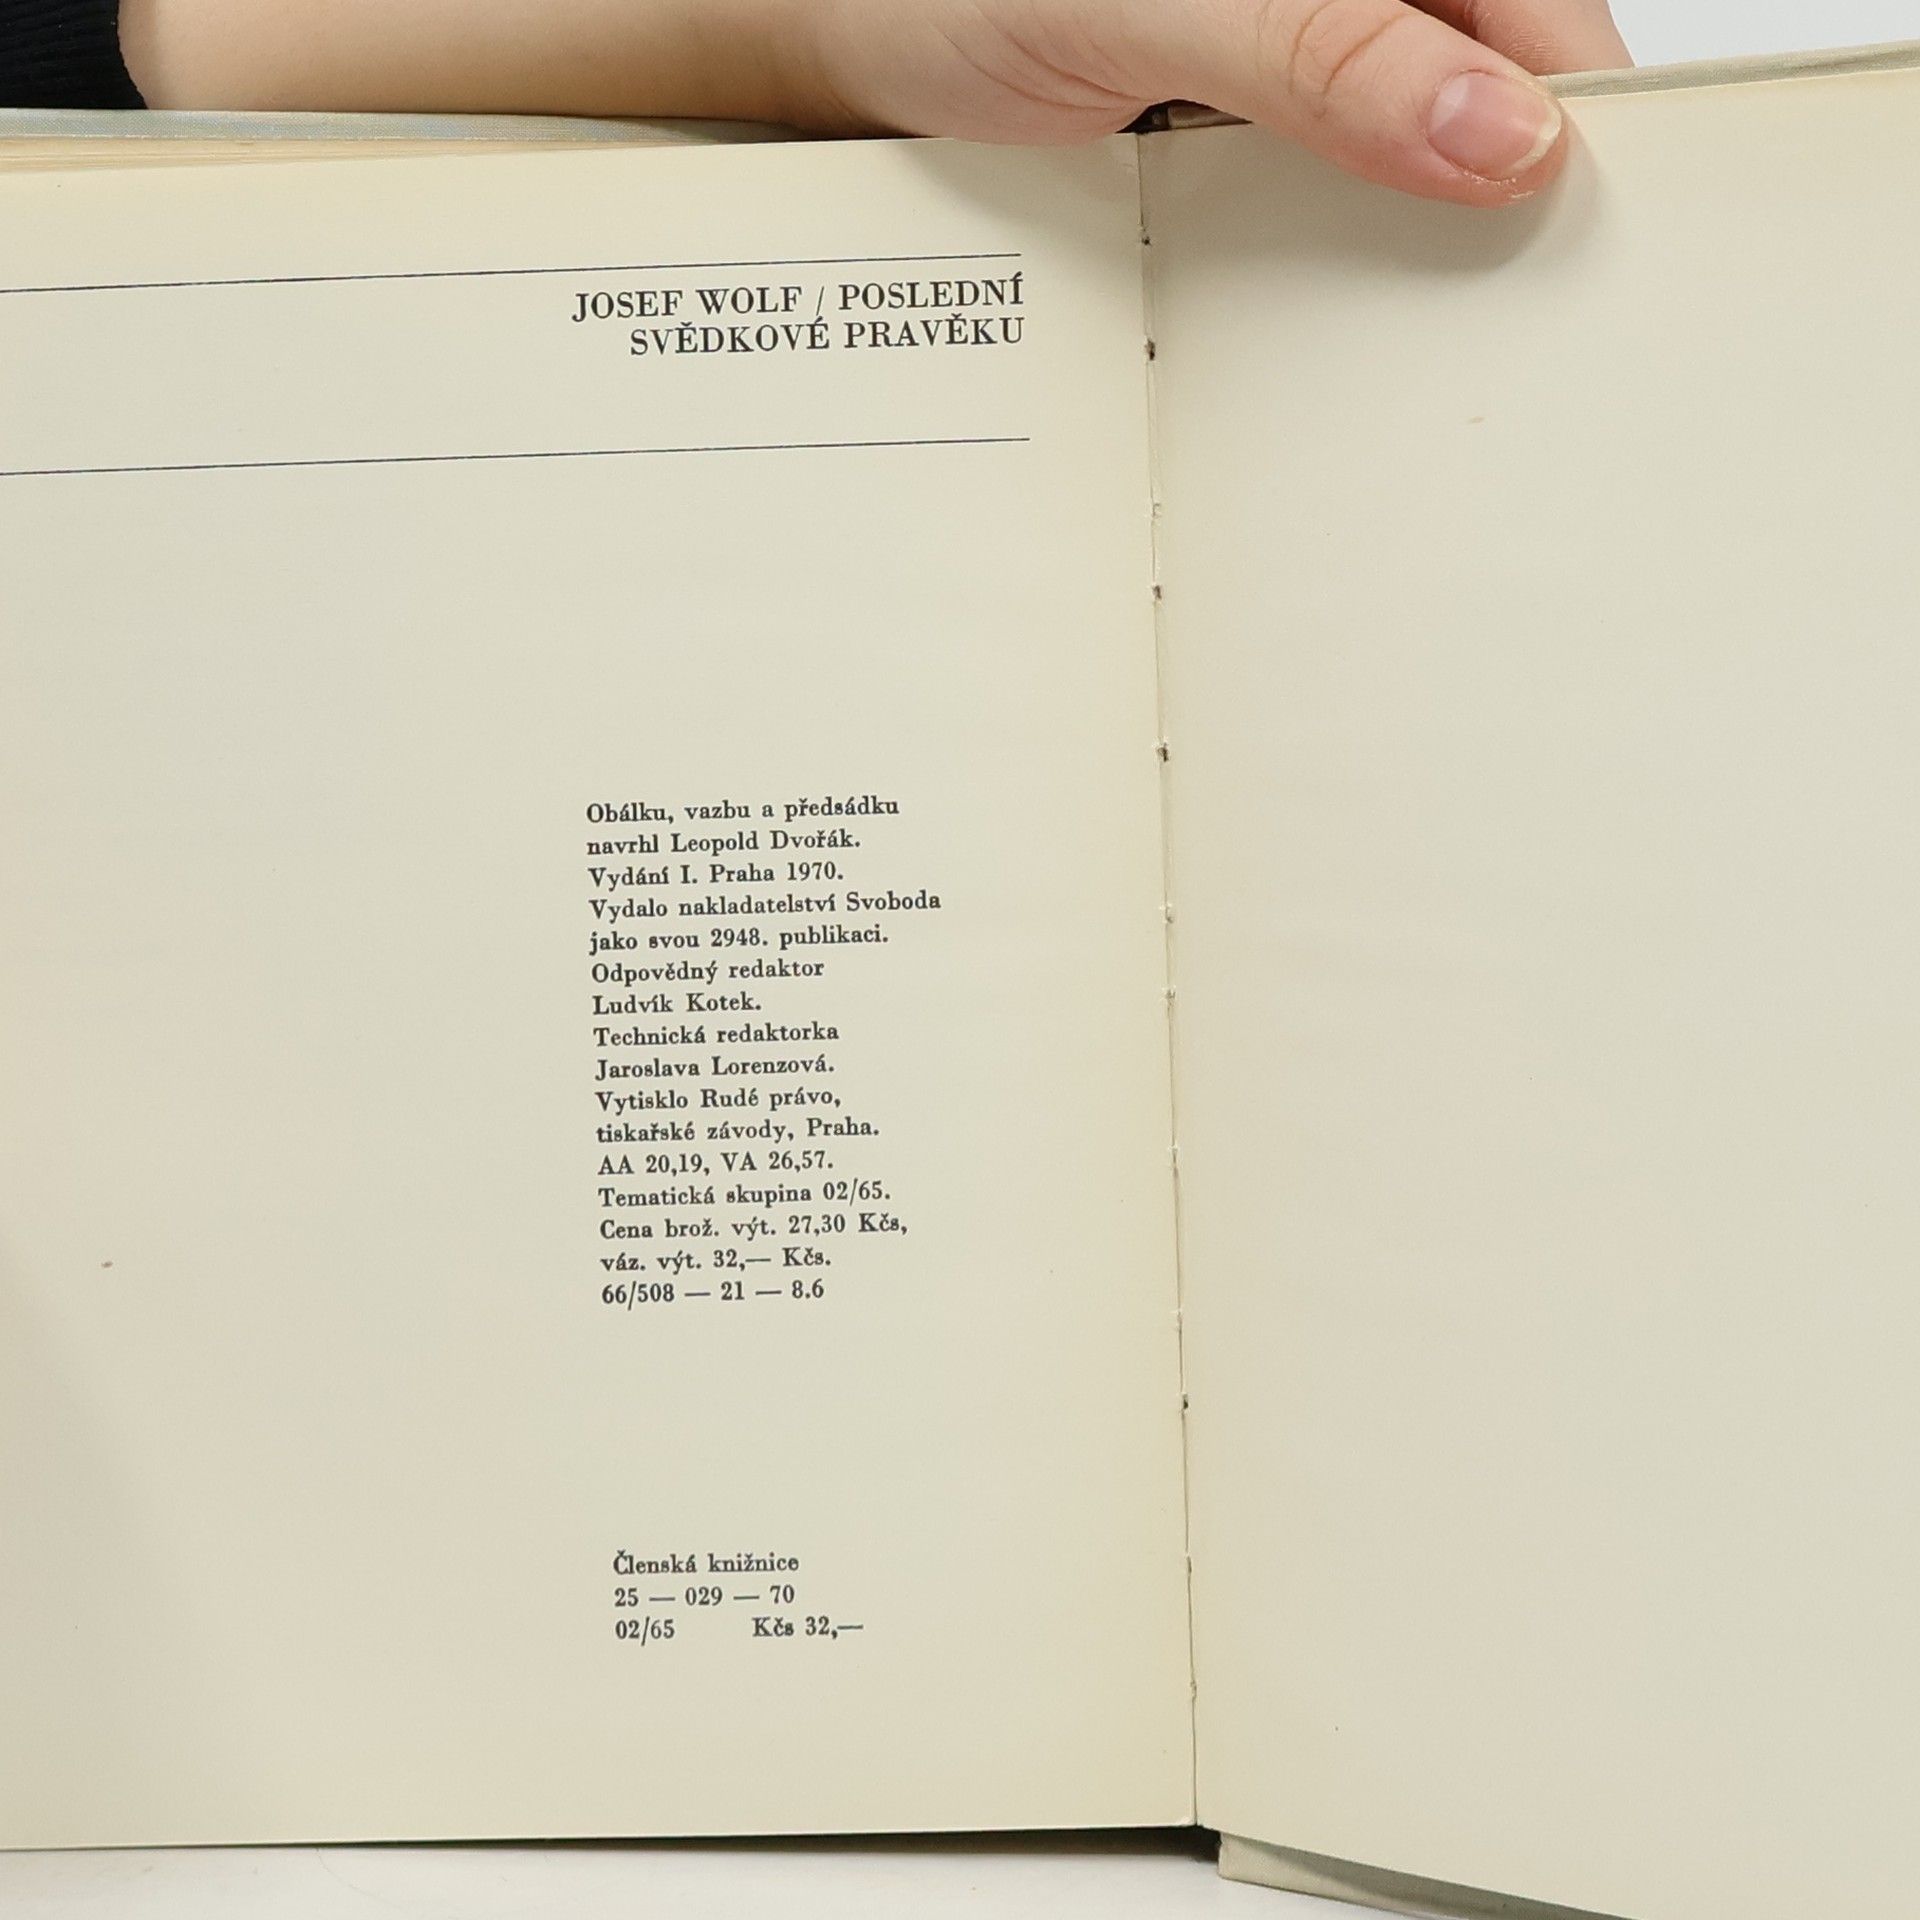 JOSEF WOLF / POSLEDNÍ
SVĚDKOVÉ PRAVĚKU
Obálku, vazbu a předsádku
navrhl Leopold Dvořák.
Vydání I. Praha 1970.
Vydalo nakladatelství Svoboda
jako svou 2948. publikaci.
Odpovědný redaktor
Ludvík Kotek.
Technická redaktorka
Jaroslava Lorenzová.
Vytisklo Rudé právo,
tiskařské závody, Praha.
AA 20,19, VA 26,57.
Tematická skupina 02/65.
Cena brož. výt. 27,30 Kčs,
váz. výt. 32,— Kčs.
66/508 — 21 — 8.6
Členská knižnice
25 — 029 — 70
02/65 Kčs 32,—